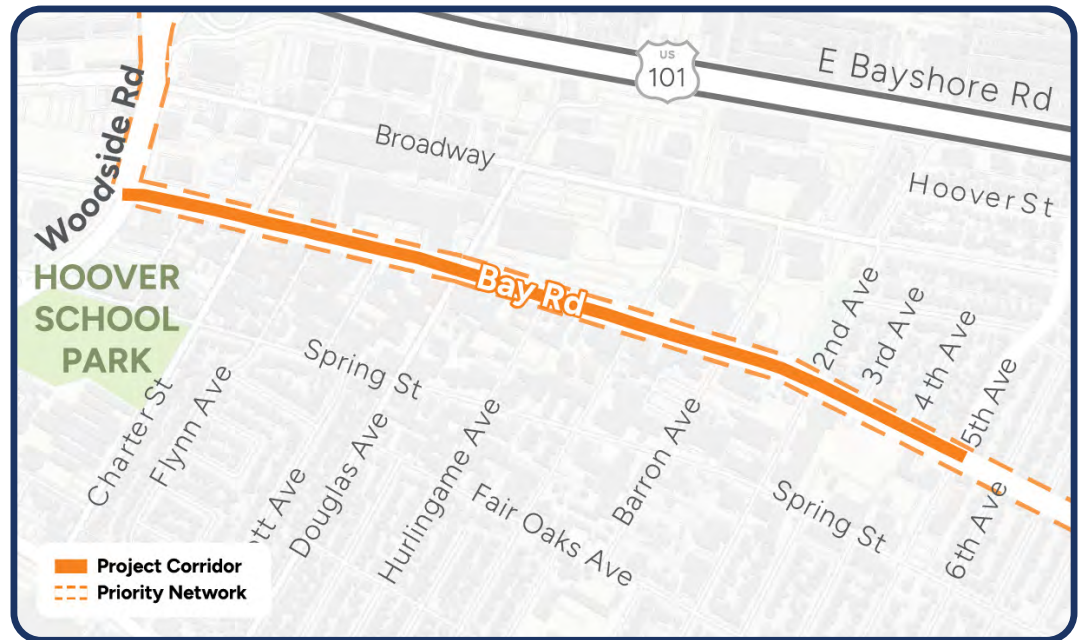 US
101
E Bayshore Rd
Woodside Rd
Broadway
Hoover St
HOOVER
SCHOOL
PARK
Bay Rd
2nd Ave
3rd Ave
4th Ave
5th Ave
6th Ave
Spring St
Charter St
Flynn Ave
ott Ave
Douglas Ave
Hurlingame Ave
Fair Oaks Ave
Barron Ave
Spring St
Project Corridor
Priority Network